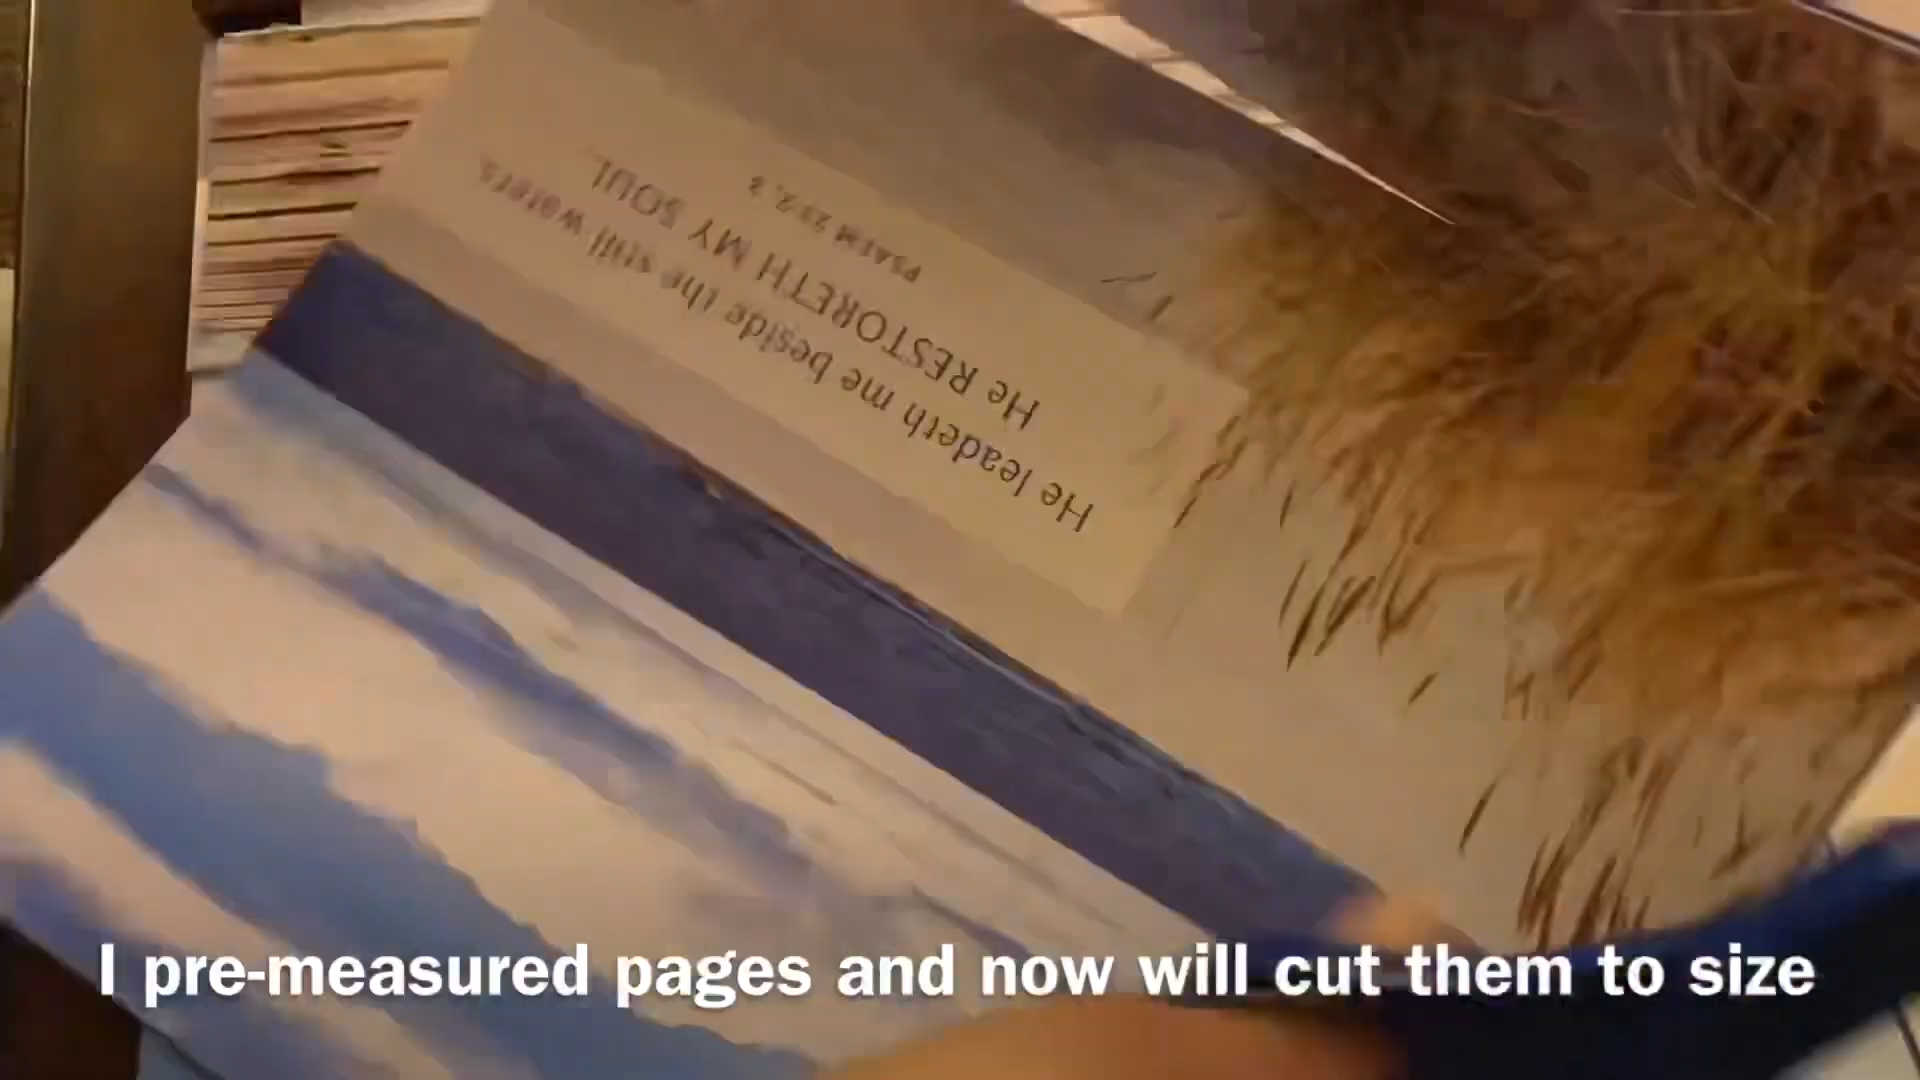 He leadeth me beside the still waters.
He RESTORETH MY SOUL...
PSALM 23:2, 3
I pre-measured pages and now will cut them to size